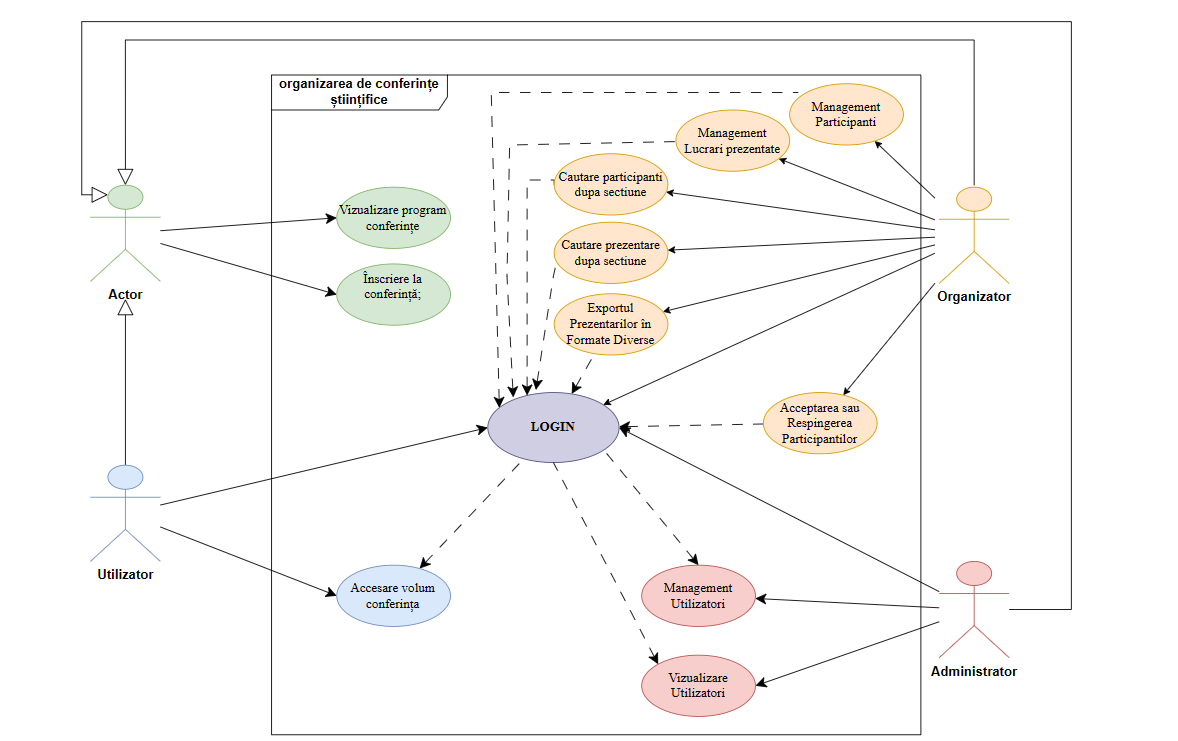 organizarea de conferințe
științifice
Management
Participanti
Management
Lucrari prezentate
Cautare participanti
dupa sectiune
Vizualizare program
conferințe
Cautare prezentare
dupa sectiune
Înscriere la
conferință;
Actor
Organizator
Exportul
Prezentarilor în
Formate Diverse
LOGIN
Acceptarea sau
Respingerea
Participantilor
Utilizator
Accesare volum
conferința
Management
Utilizatori
Administrator
Vizualizare
Utilizatori